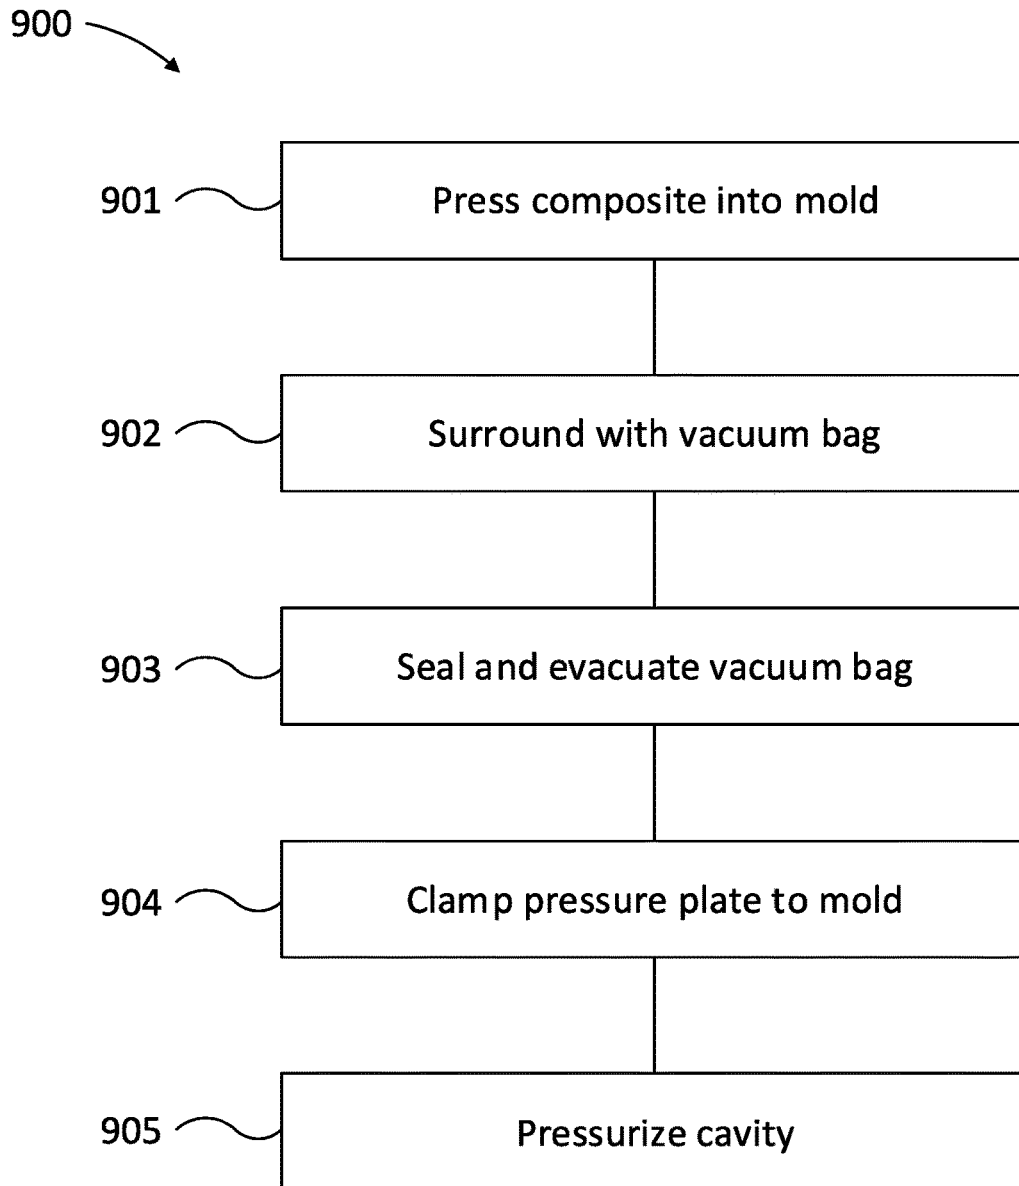 900
901 Press composite into mold
902 Surround with vacuum bag
903 Seal and evacuate vacuum bag
904 Clamp pressure plate to mold
905 Pressurize cavity